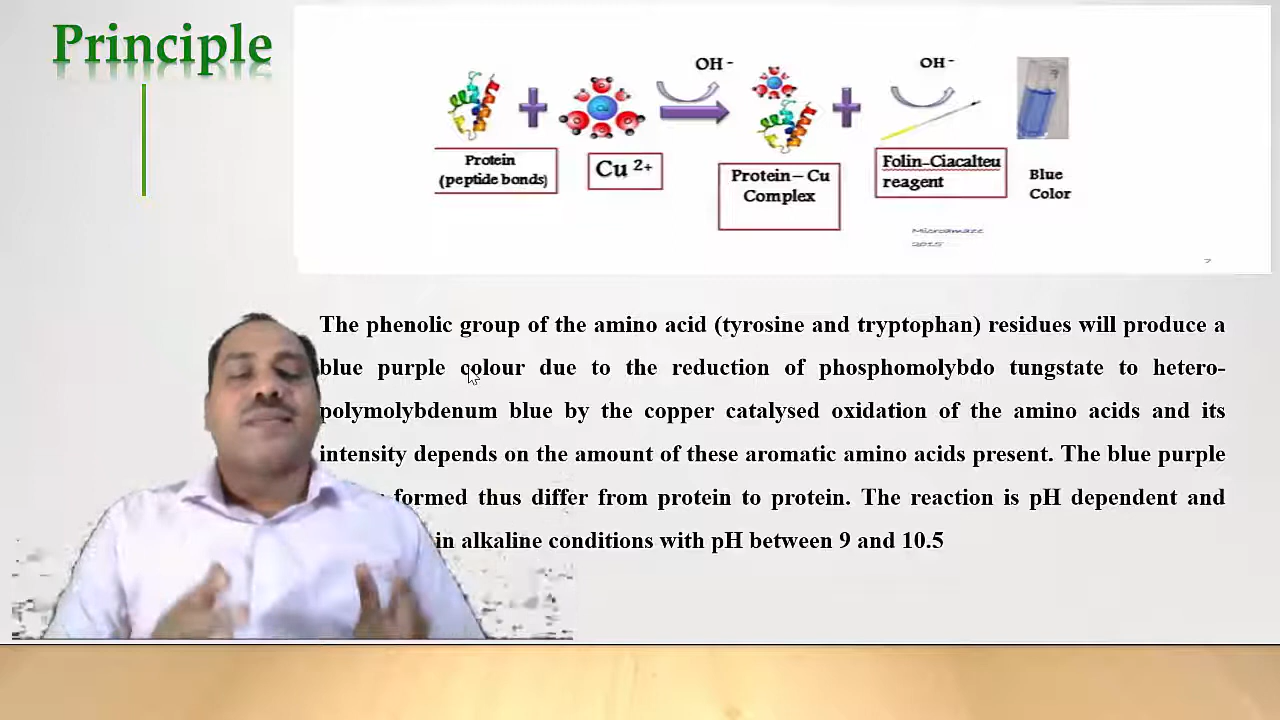 Principle
OH -
OH -
Protein
(peptide bonds)
Cu 2+
Protein – Cu
Complex
Folin-Ciacalteu
reagent
Blue
Color
The phenolic group of the amino acid (tyrosine and tryptophan) residues will produce a
blue purple colour due to the reduction of phosphomolybdo tungstate to hetero-
polymolybdenum blue by the copper catalysed oxidation of the amino acids and its
intensity depends on the amount of these aromatic amino acids present. The blue purple
formed thus differ from protein to protein. The reaction is pH dependent and
in alkaline conditions with pH between 9 and 10.5